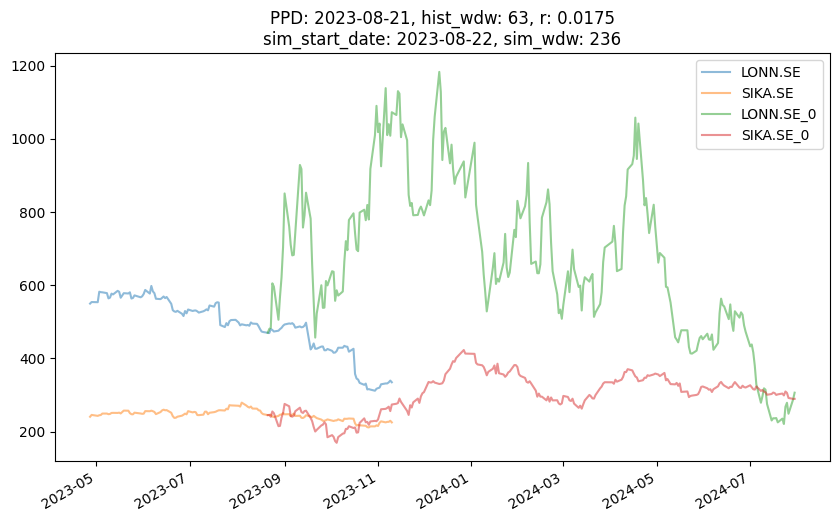 PPD: 2023-08-21, hist_wdw: 63, r: 0.0175
sim_start_date: 2023-08-22, sim_wdw: 236
1200
1000
800
600
400
200
LONN.SE
SIKA.SE
LONN.SE_0
SIKA.SE_0
2023-05
2023-07
2023-09
2023-11
2024-01
2024-03
2024-05
2024-07